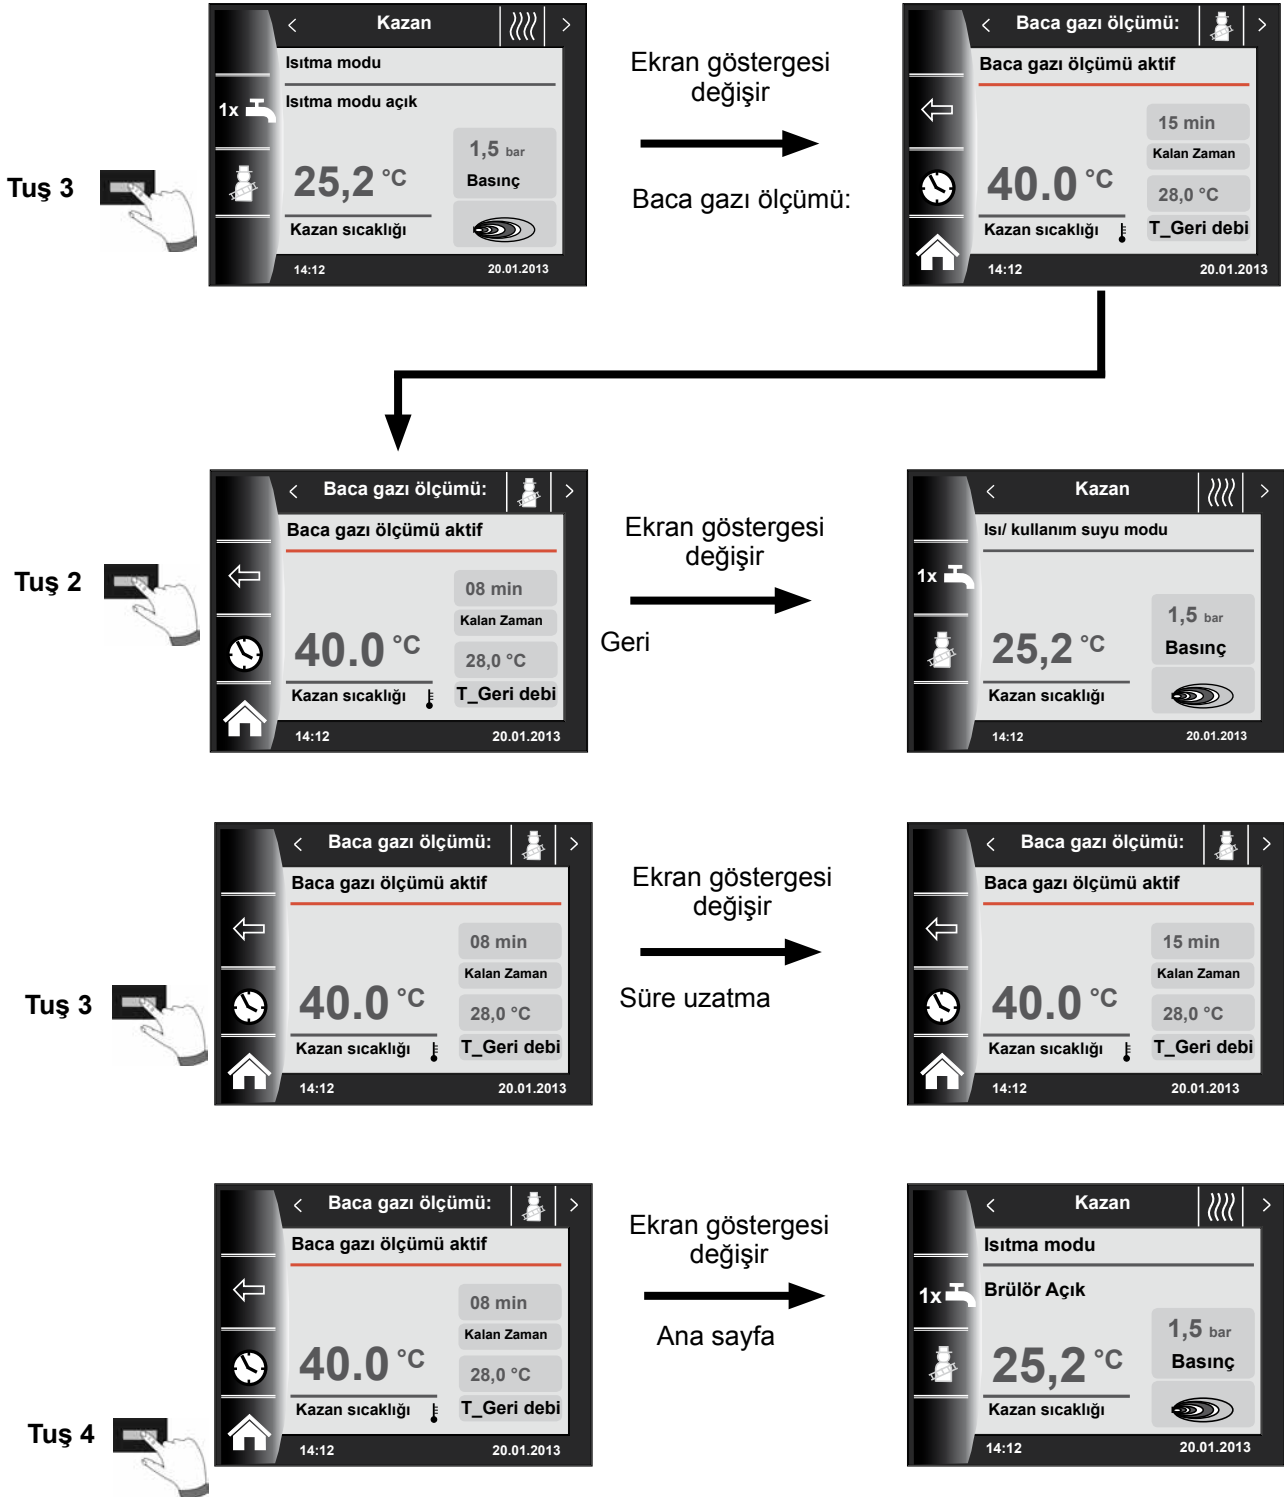 Tuş 3
Kazan
Isıtma modu
Isıtma modu açık
1x
25,2 °C
1,5 bar
Basınç
Kazan sıcaklığı
14:12
20.01.2013
Ekran göstergesi
değişir
Baca gazı ölçümü:
Baca gazı ölçümü:
Baca gazı ölçümü aktif
15 min
Kalan Zaman
40.0 °C
28,0 °C
Kazan sıcaklığı
T_Geri debi
14:12
20.01.2013
Tuş 2
Baca gazı ölçümü:
Baca gazı ölçümü aktif
08 min
Kalan Zaman
40.0 °C
28,0 °C
Kazan sıcaklığı
T_Geri debi
14:12
20.01.2013
Ekran göstergesi
değişir
Geri
Kazan
Isı/ kullanım suyu modu
1x
1,5 bar
25,2 °C
Basınç
Kazan sıcaklığı
14:12
20.01.2013
Tuş 3
Baca gazı ölçümü:
Baca gazı ölçümü aktif
08 min
Kalan Zaman
40.0 °C
28,0 °C
Kazan sıcaklığı
T_Geri debi
14:12
20.01.2013
Ekran göstergesi
değişir
Süre uzatma
Baca gazı ölçümü:
Baca gazı ölçümü aktif
15 min
Kalan Zaman
40.0 °C
28,0 °C
Kazan sıcaklığı
T_Geri debi
14:12
20.01.2013
Tuş 4
Baca gazı ölçümü:
Baca gazı ölçümü aktif
08 min
Kalan Zaman
40.0 °C
28,0 °C
Kazan sıcaklığı
T_Geri debi
14:12
20.01.2013
Ekran göstergesi
değişir
Ana sayfa
Kazan
Isıtma modu
Brülör Açık
1x
1,5 bar
25,2 °C
Basınç
Kazan sıcaklığı
14:12
20.01.2013